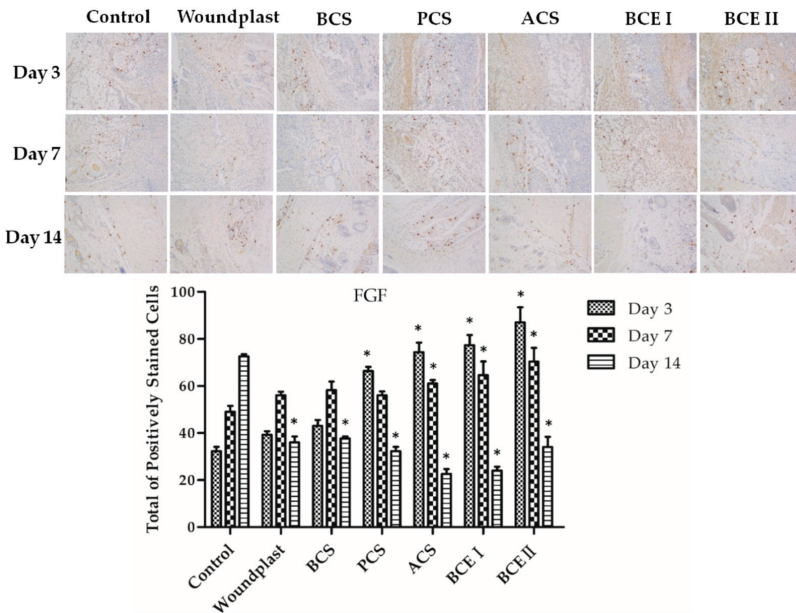 Control Woundplast BCS PCS ACS BCE I BCE II
Day 3
Day 7
Day 14
FGF
Total of Positively Stained Cells
100
80
60
40
20
0
* * * * * * * * * * * * *
Day 3
Day 7
Day 14
Control Woundplast BCS PCS ACS BCE I BCE II